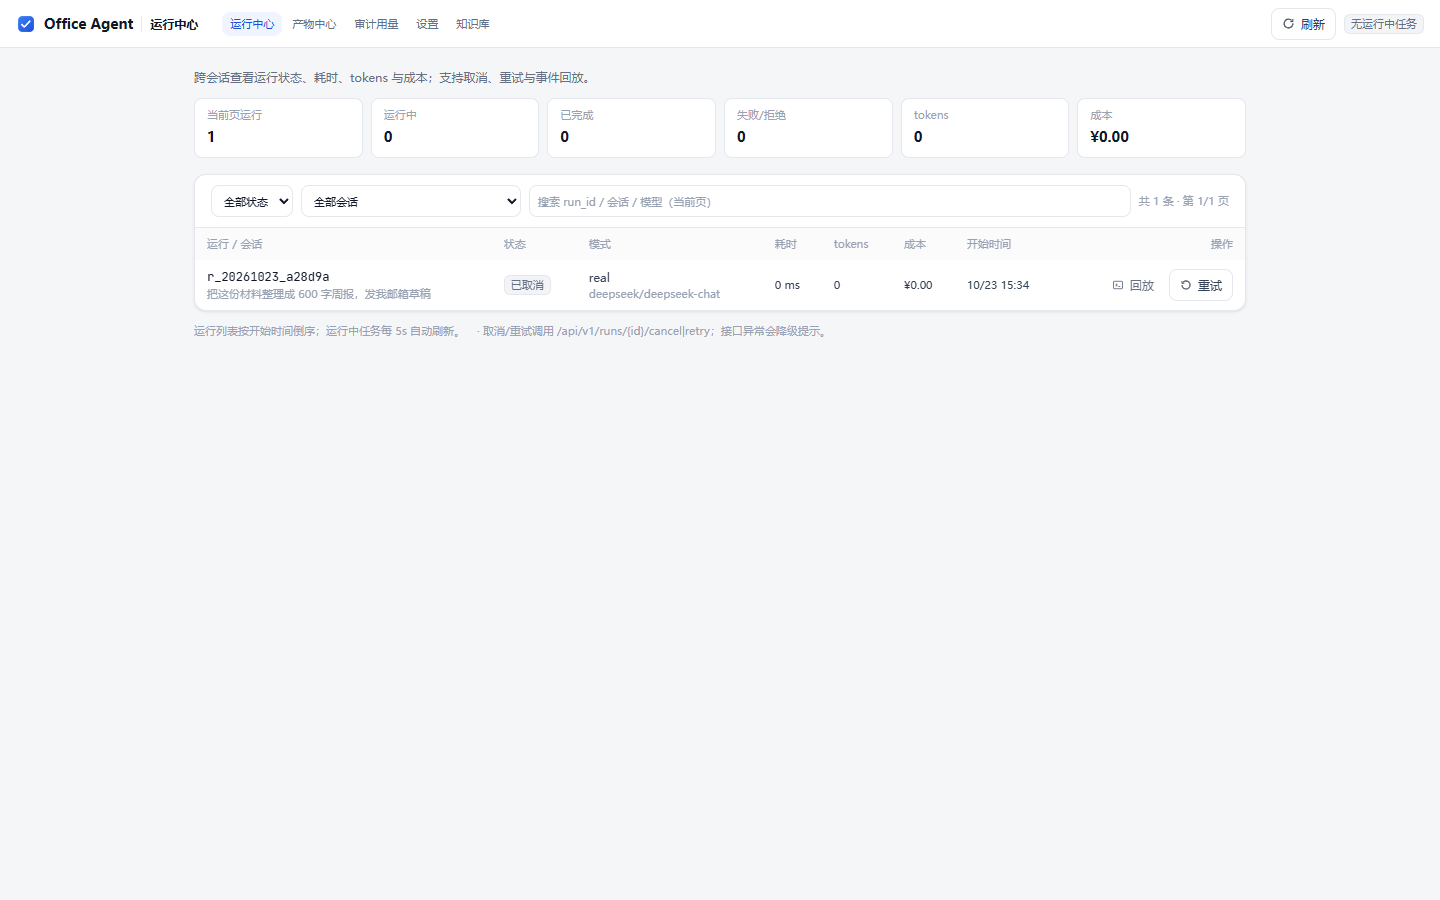 Office Agent 运行中心 运行中心 产物中心 审计用量 设置 知识库 刷新 无运行中任务
跨会话查看运行状态、耗时、tokens 与成本；支持取消、重试与事件回放。
当前页运行 运行中 已完成 失败/拒绝 tokens 成本
1 0 0 0 0 ¥0.00
全部状态 全部会话 搜索 run_id / 会话 / 模型（当前页） 共 1 条 · 第 1/1 页
运行 / 会话 状态 模式 耗时 tokens 成本 开始时间 操作
r_20261023_a28d9a 已取消 real 0 ms 0 ¥0.00 10/23 15:34 回放 重试
把这份材料整理成 600 字周报，发我邮箱草稿 deepseek/deepseek-chat
运行列表按开始时间倒序；运行中任务每 5s 自动刷新。 · 取消/重试调用 /api/v1/runs/{id}/cancel|retry；接口异常会降级提示。